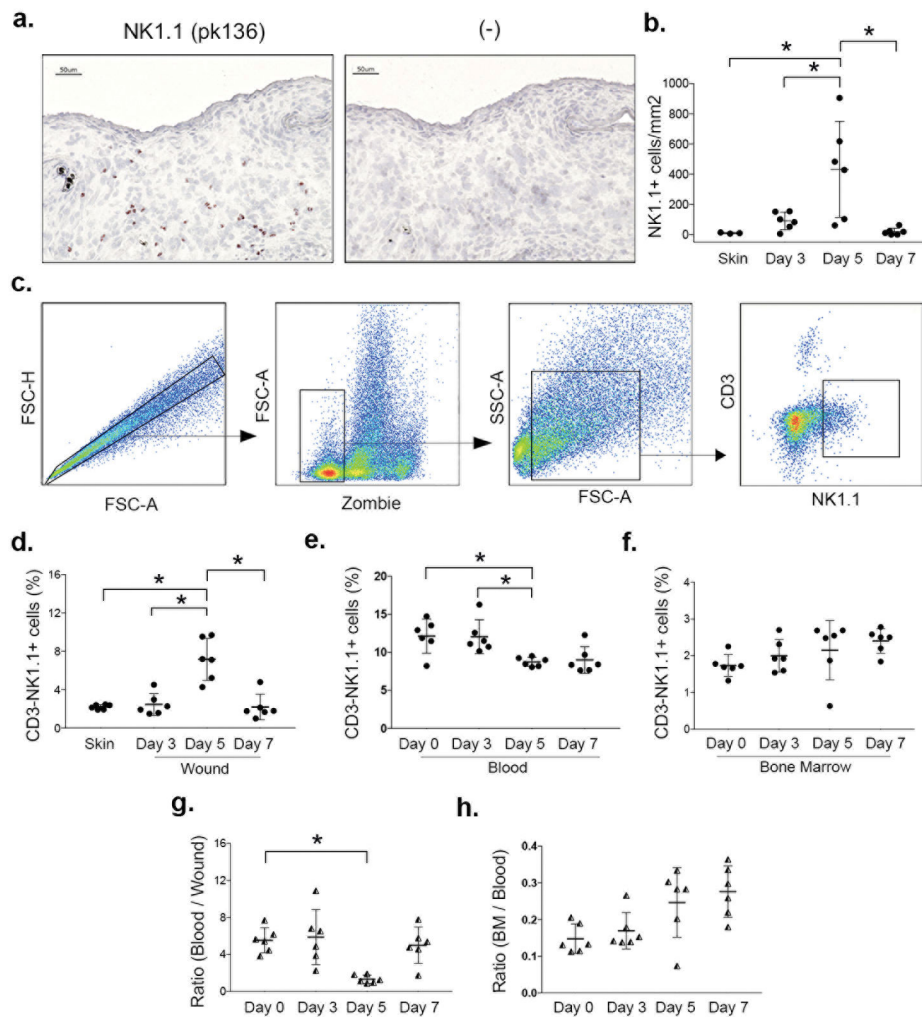 a.
NK1.1 (pk136)
(-)
50um
50um
b.
*
*
*
NK1.1+ cells/mm2
1000
800
600
400
200
0
Skin Day 3 Day 5 Day 7
c.
FSC-H
FSC-A
FSC-A
Zombie
SSC-A
FSC-A
CD3
NK1.1
d.
CD3-NK1.1+ cells (%)
16
12
8
4
0
*
*
*
Skin Day 3 Day 5 Day 7
Wound
e.
CD3-NK1.1+ cells (%)
20
15
10
5
0
*
*
Day 0 Day 3 Day 5 Day 7
Blood
f.
CD3-NK1.1+ cells (%)
4
3
2
1
0
Day 0 Day 3 Day 5 Day 7
Bone Marrow
g.
Ratio (Blood / Wound)
16
12
8
4
0
*
Day 0 Day 3 Day 5 Day 7
h.
Ratio (BM / Blood)
0.4
0.3
0.2
0.1
0.0
Day 0 Day 3 Day 5 Day 7